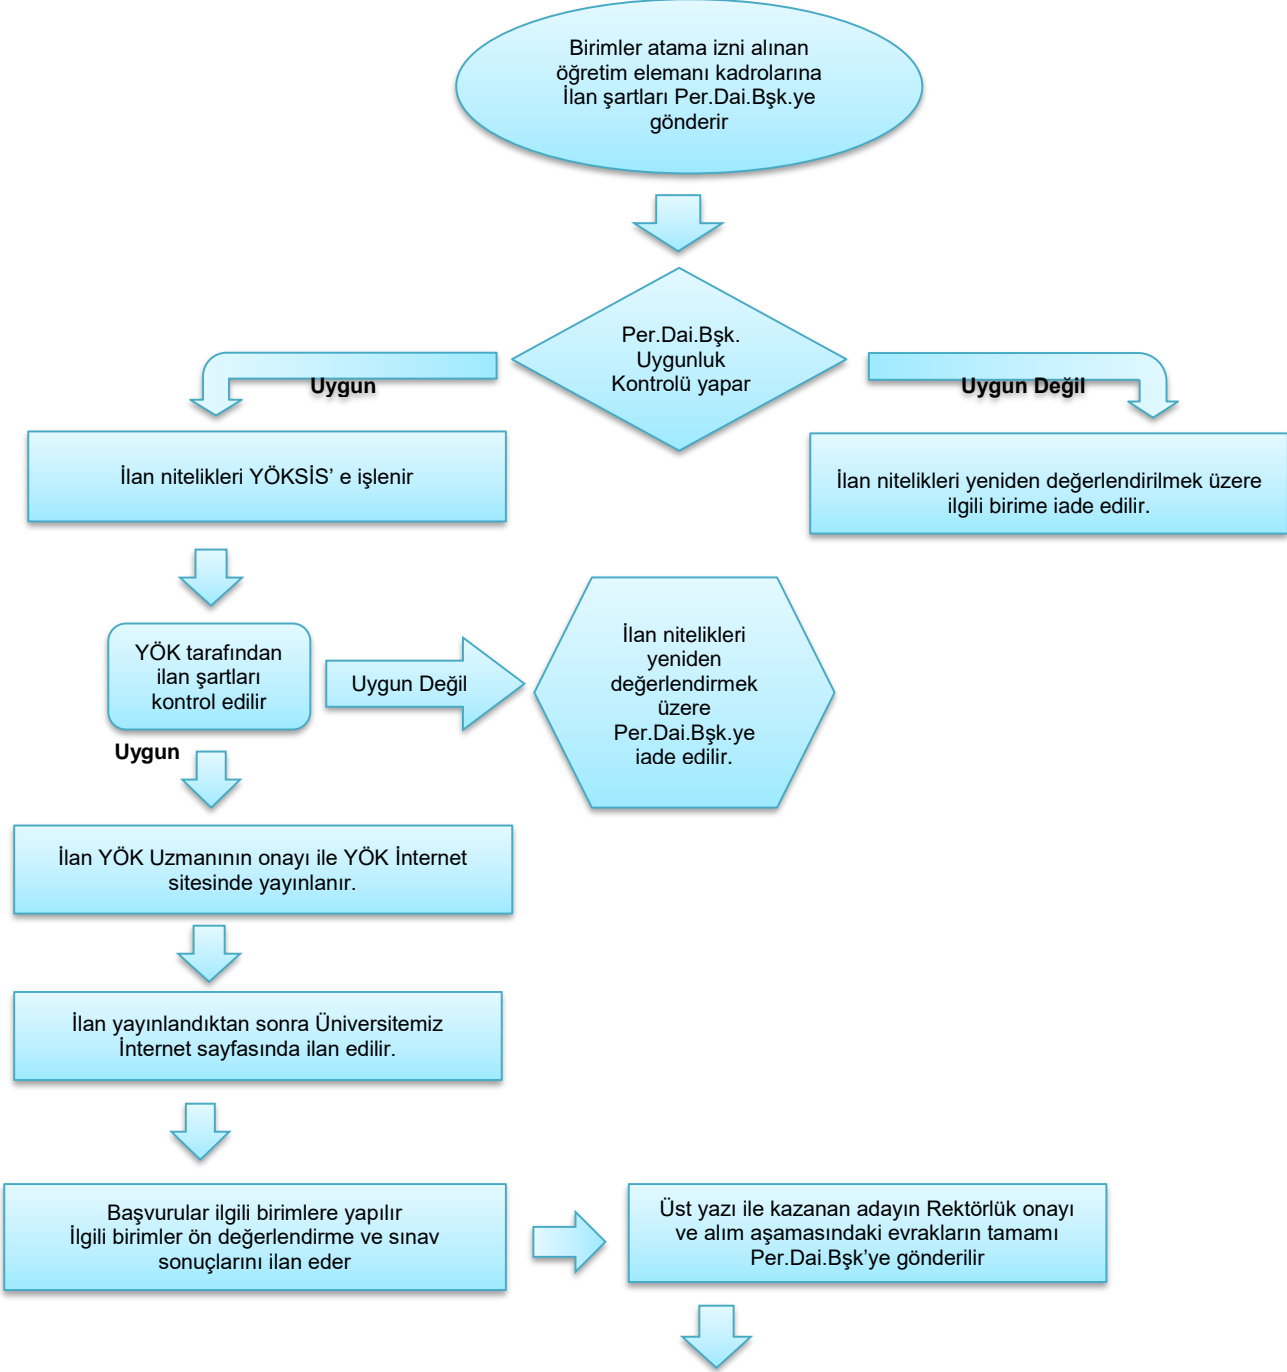 Birimler atama izni alınan
öğretim elemanı kadrolarına
İlan şartları Per.Dai.Bşk.ye
gönderir
Per.Dai.Bşk.
Uygunluk
Kontrolü yapar
Uygun
Uygun Değil
İlan nitelikleri YÖKSİS’ e işlenir
İlan nitelikleri yeniden değerlendirilmek üzere
ilgili birime iade edilir.
YÖK tarafından
ilan şartları
kontrol edilir
Uygun Değil
İlan nitelikleri
yeniden
değerlendirmek
üzere
Per.Dai.Bşk.ye
iade edilir.
Uygun
İlan YÖK Uzmanının onayı ile YÖK İnternet
sitesinde yayınlanır.
İlan yayınlandıktan sonra Üniversitemiz
İnternet sayfasında ilan edilir.
Başvurular ilgili birimlere yapılır
İlgili birimler ön değerlendirme ve sınav
sonuçlarını ilan eder
Üst yazı ile kazanan adayın Rektörlük onayı
ve alım aşamasındaki evrakların tamamı
Per.Dai.Bşk’ye gönderilir